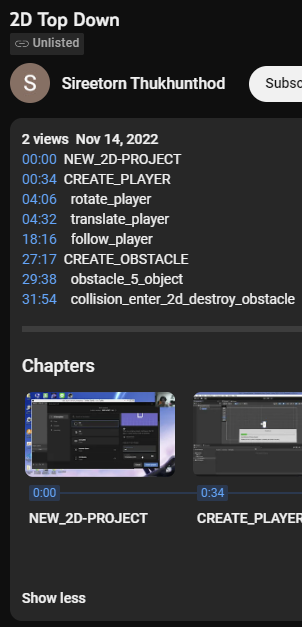 2D Top Down
Unlisted
S
Sireetorn Thukhunthod
Subsc
2 views Nov 14, 2022
00:00 NEW_2D-PROJECT
00:34 CREATE_PLAYER
04:06 rotate_player
04:32 translate_player
18:16 follow_player
27:17 CREATE_OBSTACLE
29:38 obstacle_5_object
31:54 collision_enter_2d_destroy_obstacle
Chapters
0:00
0:34
NEW_2D-PROJECT
CREATE_PLAYER
Show less